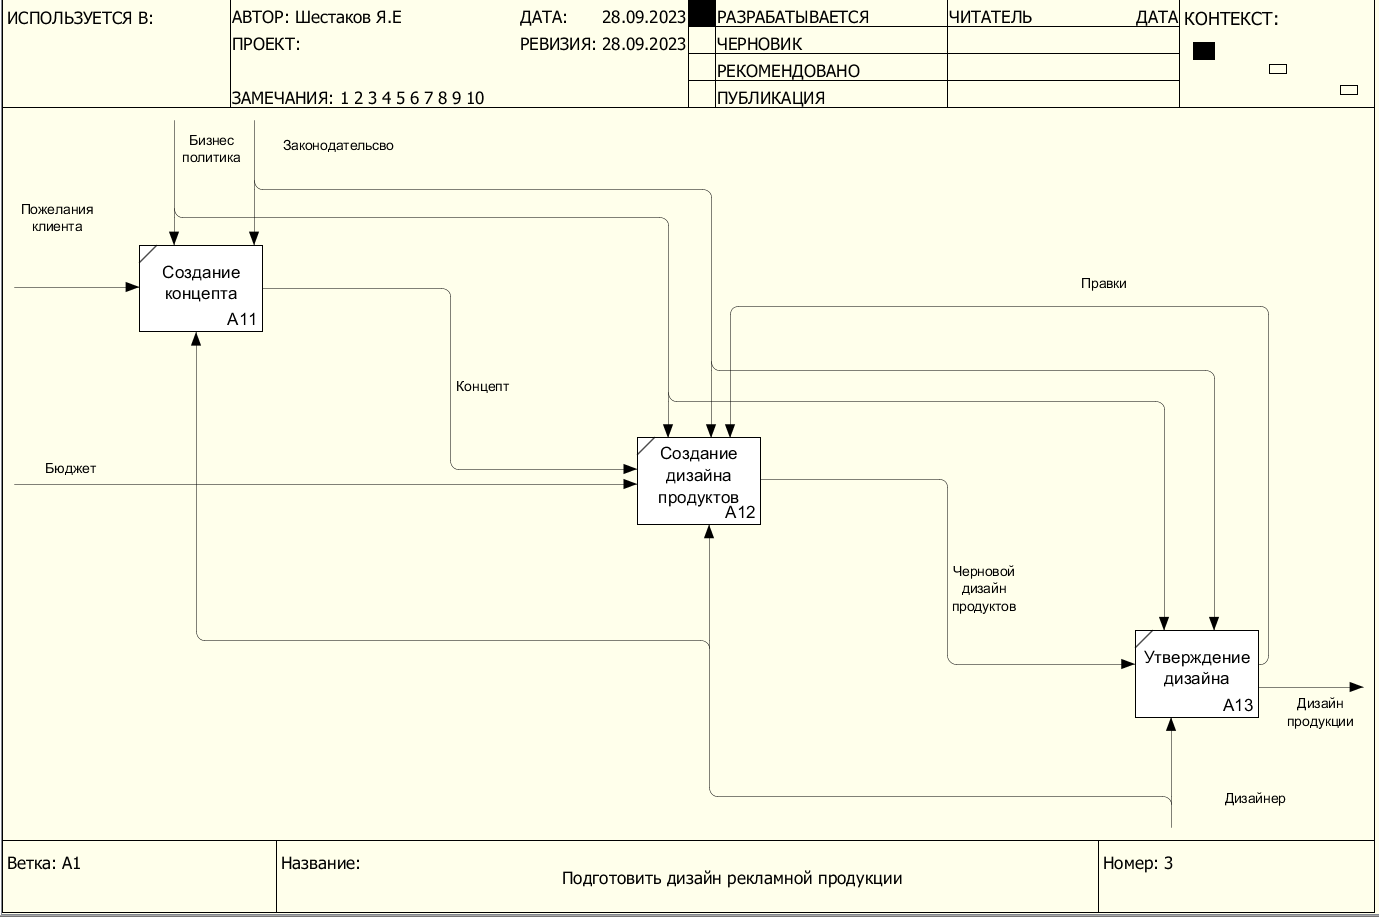 ИСПОЛЬЗУЕТСЯ В:
АВТОР: Шестаков Я.Е
ДАТА: 28.09.2023
РАЗРАБАТЫВАЕТСЯ
ЧИТАТЕЛЬ
ДАТА
КОНТЕКСТ:
ПРОЕКТ:
РЕВИЗИЯ: 28.09.2023
ЧЕРНОВИК
РЕКОМЕНДОВАНО
ЗАМЕЧАНИЯ: 1 2 3 4 5 6 7 8 9 10
ПУБЛИКАЦИЯ
Бизнес
политика
Законодательсво
Пожелания
клиента
Создание
концепта
A11
Правки
Концепт
Бюджет
Создание
дизайна
продуктов
A12
Черновой
дизайн
продуктов
Утверждение
дизайна
A13
Дизайн
продукции
Дизайнер
Ветка: A1
Название:
Подготовить дизайн рекламной продукции
Номер: 3